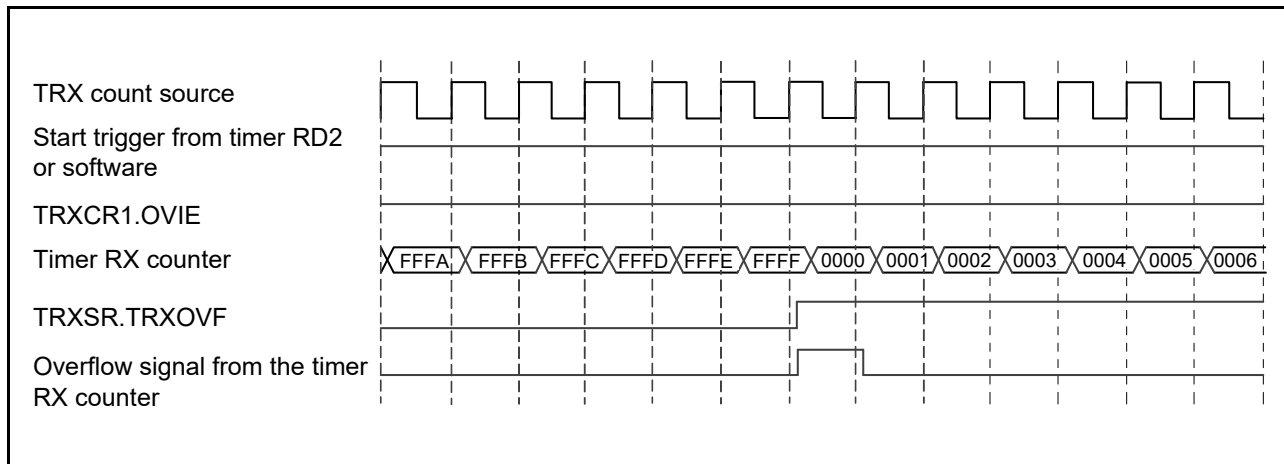 TRX count source
Start trigger from timer RD2
or software
TRXCR1.OVIE
Timer RX counter
FFFA FFFB FFFC FFFD FFFE FFFF 0000 0001 0002 0003 0004 0005 0006
TRXSR.TRXOVF
Overflow signal from the timer
RX counter